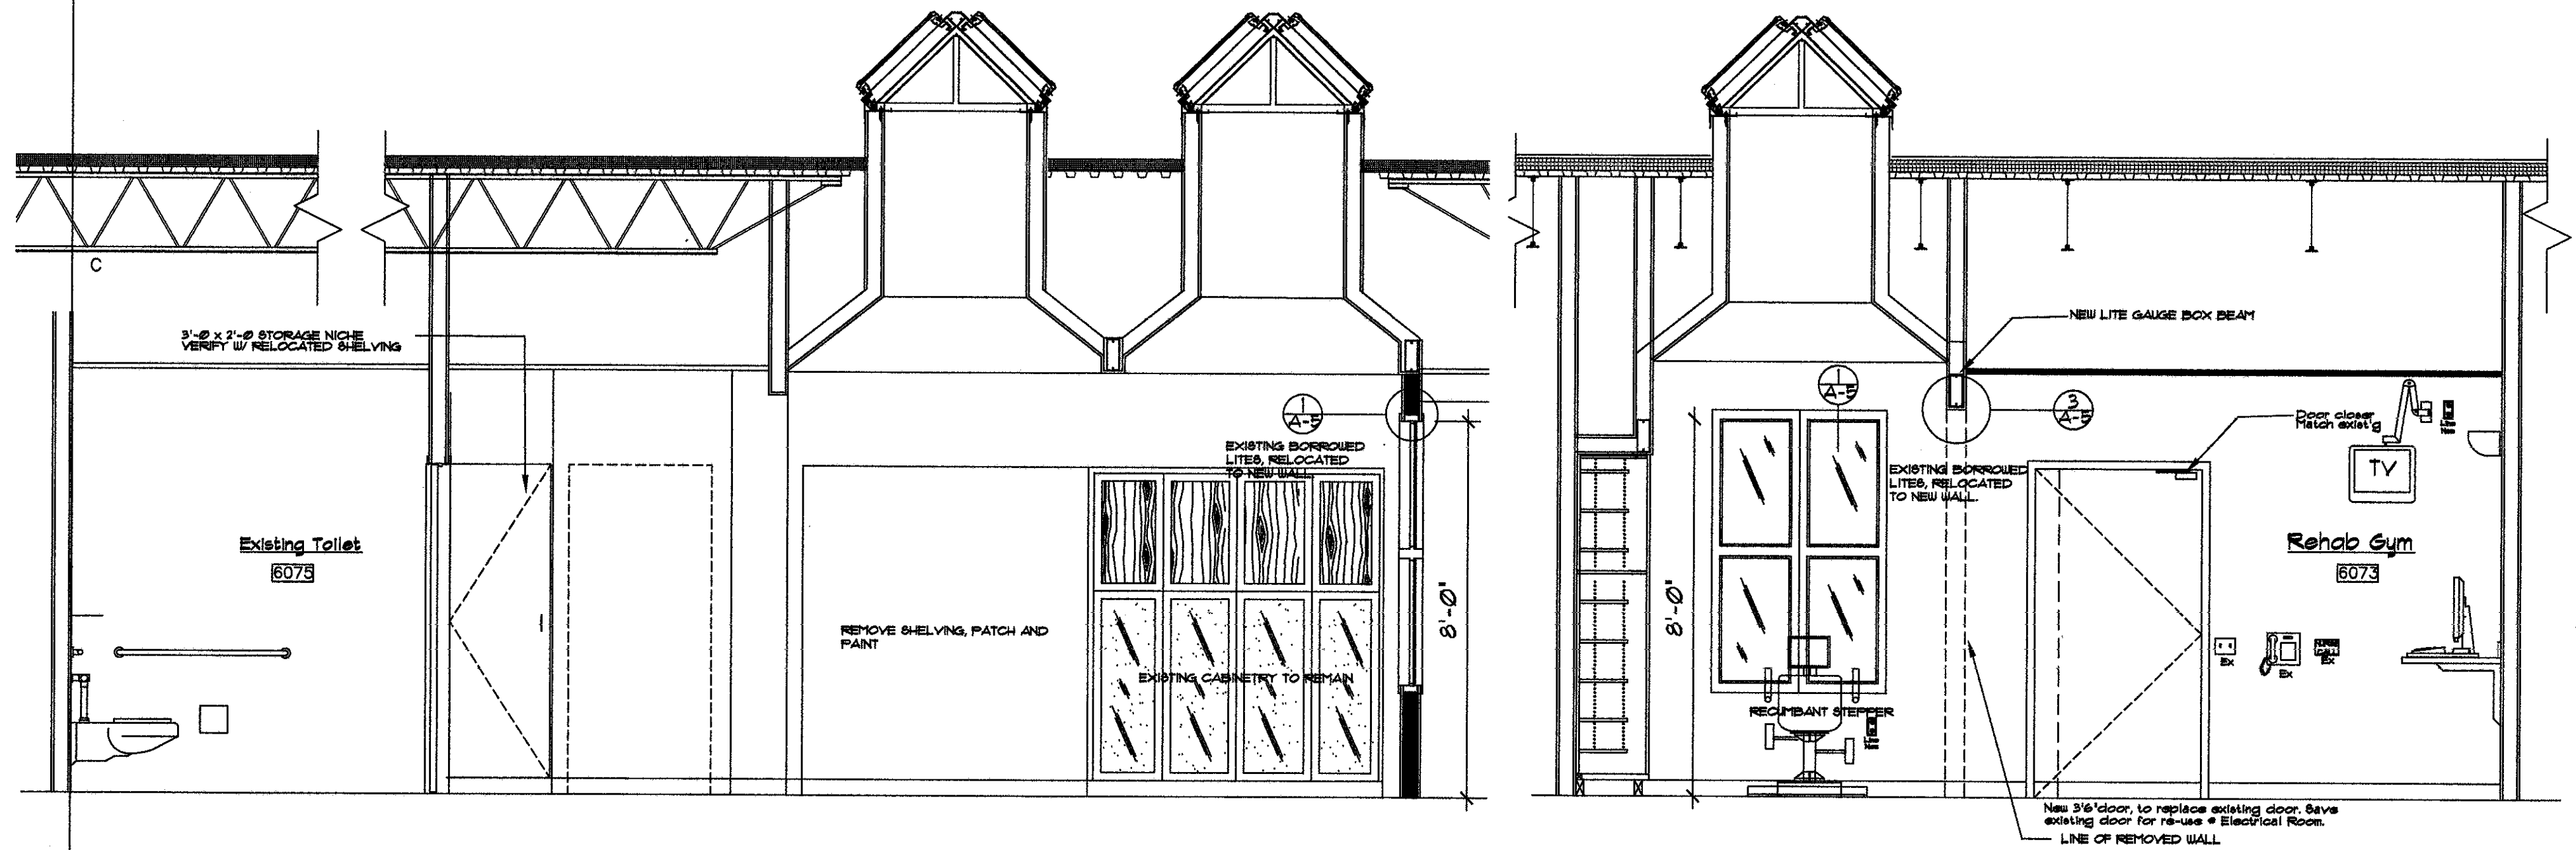 C
3'-0 x 2'-0 STORAGE NICHE
VERIFY W/ RELOCATED SHELVING
Existing Toilet
6075
REMOVE SHELVING, PATCH AND
PAINT
1
A-5
EXISTING BORROWED
LITES, RELOCATED
TO NEW WALL.
EXISTING CABINETRY TO REMAIN
8'-0"
8'-0"
1
A-5
EXISTING BORROWED
LITES, RELOCATED
TO NEW WALL.
RECUMBANT STEPPER
NEW LITE GAUGE BOX BEAM
3
A-5
Door closer
Match exist'g
TV
Rehab Gym
6073
Ex
Ex
CALL
Ex
New 3'6" door, to replace existing door. Save
existing door for re-use @ Electrical Room.
LINE OF REMOVED WALL